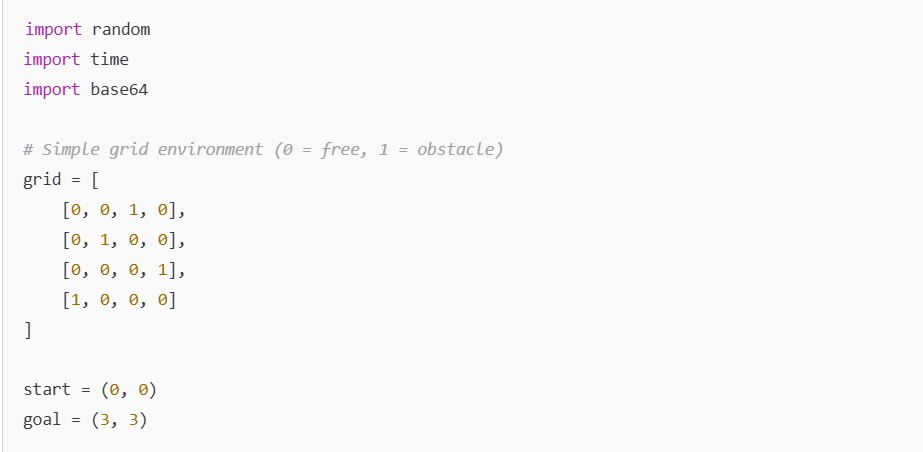 import random
import time
import base64
# Simple grid environment (0 = free, 1 = obstacle)
grid = [
    [0, 0, 1, 0],
    [0, 1, 0, 0],
    [0, 0, 0, 1],
    [1, 0, 0, 0]
]
start = (0, 0)
goal = (3, 3)